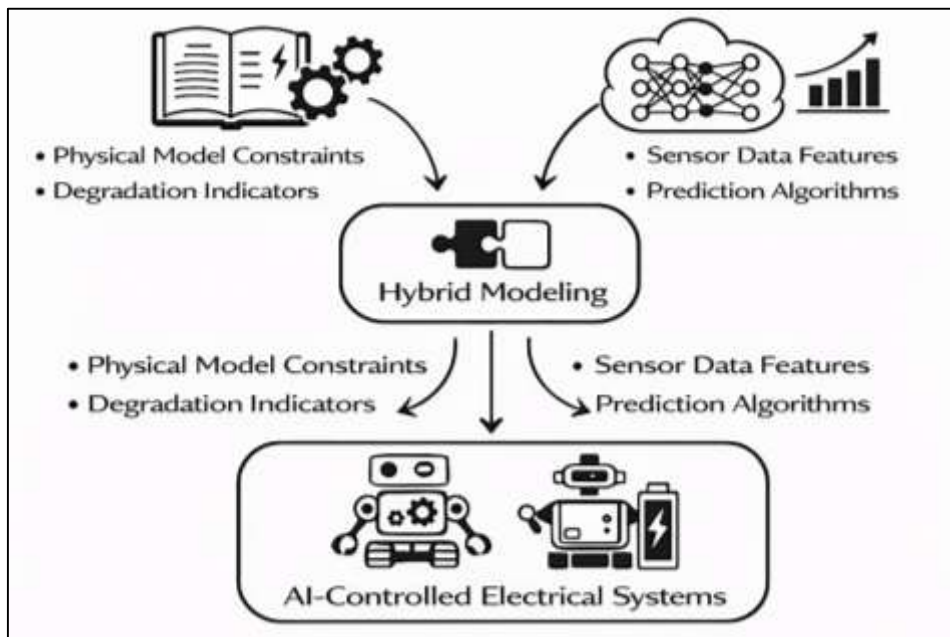 • Physical Model Constraints
• Degradation Indicators
• Sensor Data Features
• Prediction Algorithms
Hybrid Modeling
• Physical Model Constraints
• Degradation Indicators
• Sensor Data Features
Prediction Algorithms
AI-Controlled Electrical Systems